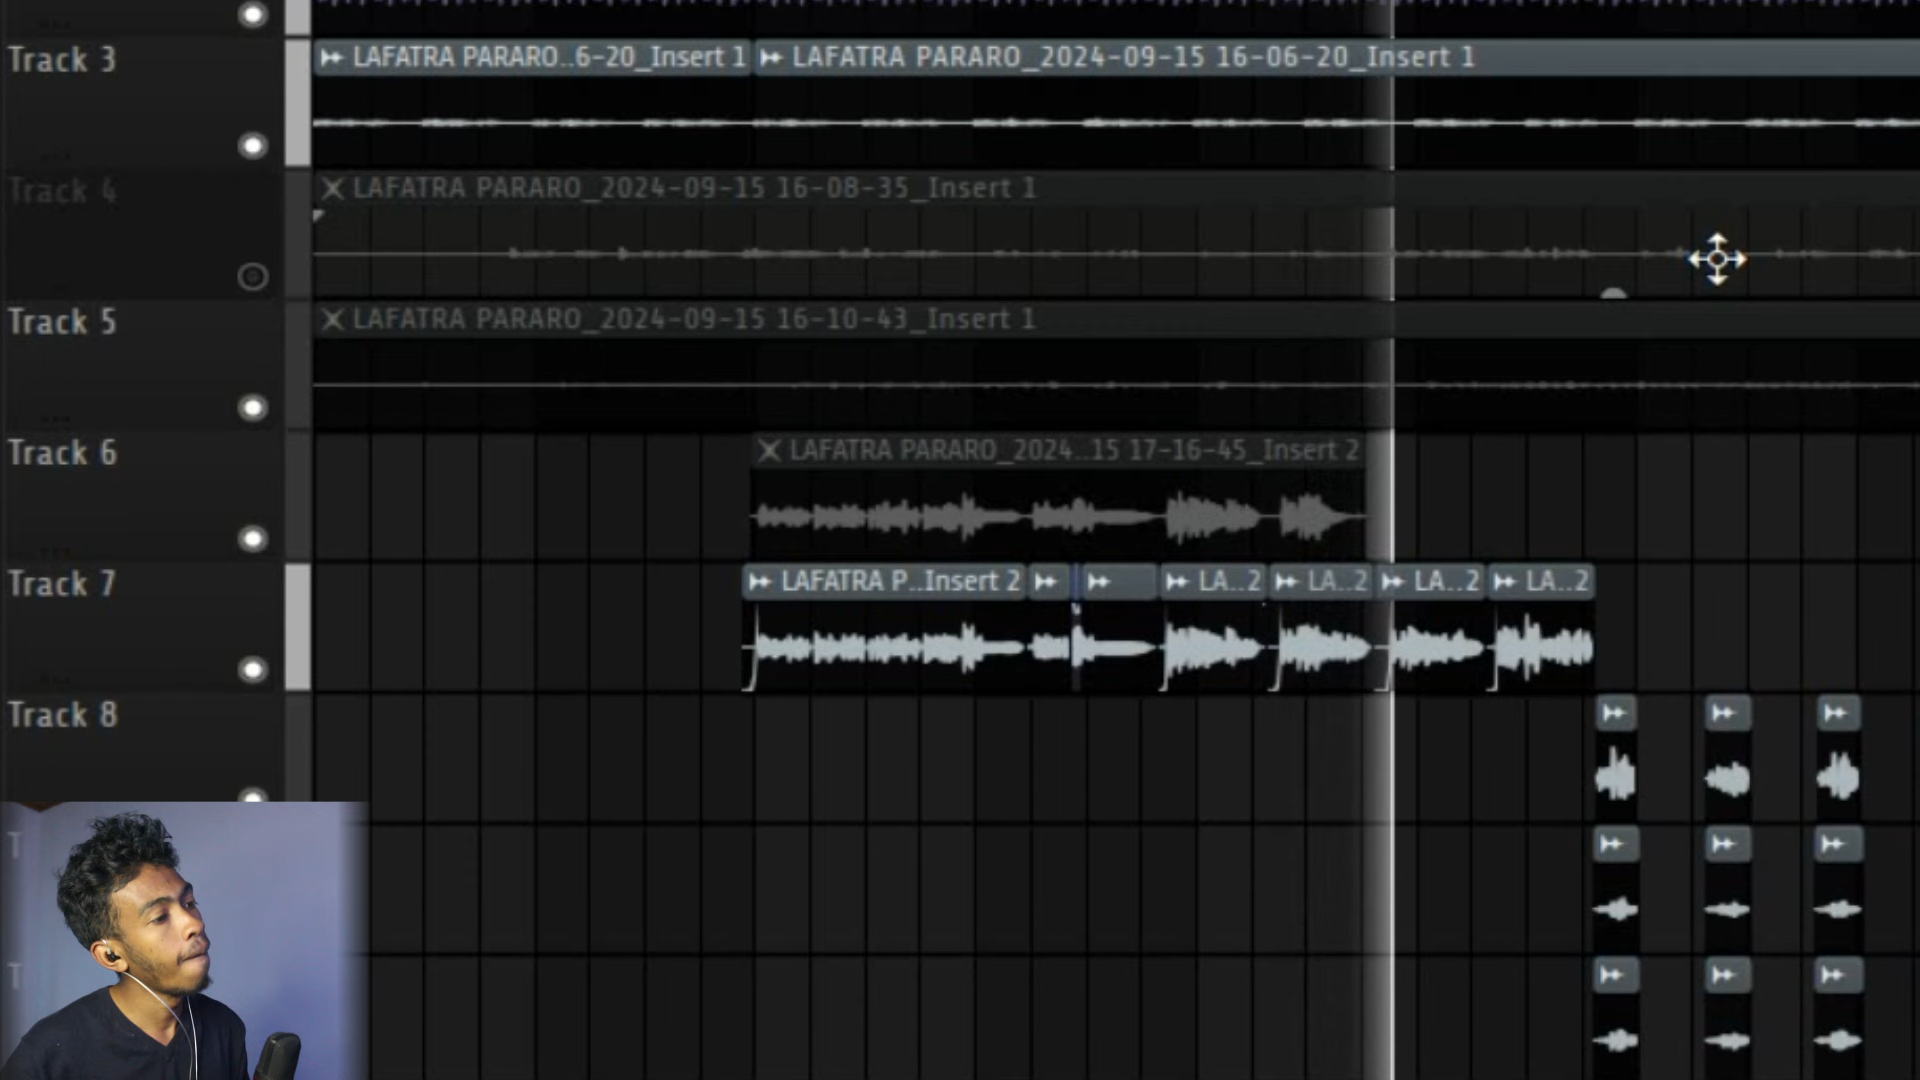 Track 3
LAFATRA PARARO..6-20_Insert 1
LAFATRA PARARO_2024-09-15 16-06-20_Insert 1
Track 4
LAFATRA PARARO_2024-09-15 16-08-35_Insert 1
Track 5
LAFATRA PARARO_2024-09-15 16-10-43_Insert 1
Track 6
LAFATRA PARARO_2024..15 17-16-45_Insert 2
Track 7
LAFATRA P..Insert 2
LA..2
LA..2
LA..2
LA..2
Track 8
T
T